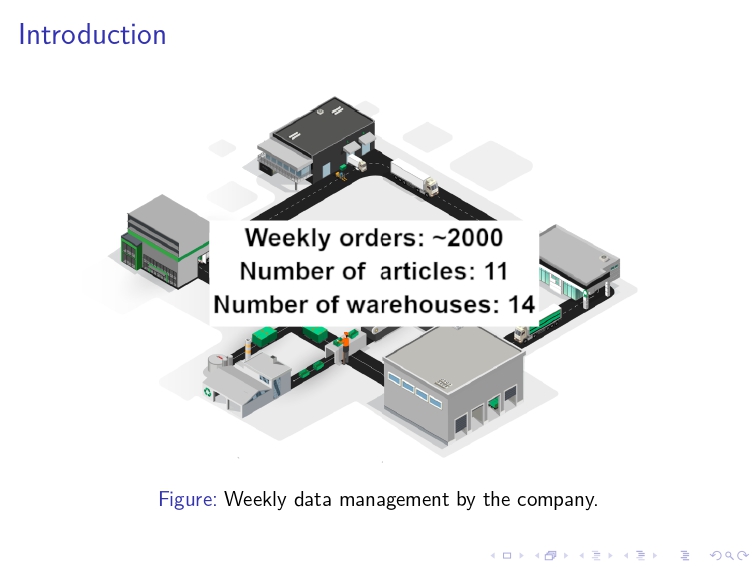 Introduction
Weekly orders: ~2000
Number of articles: 11
Number of warehouses: 14
Figure: Weekly data management by the company.